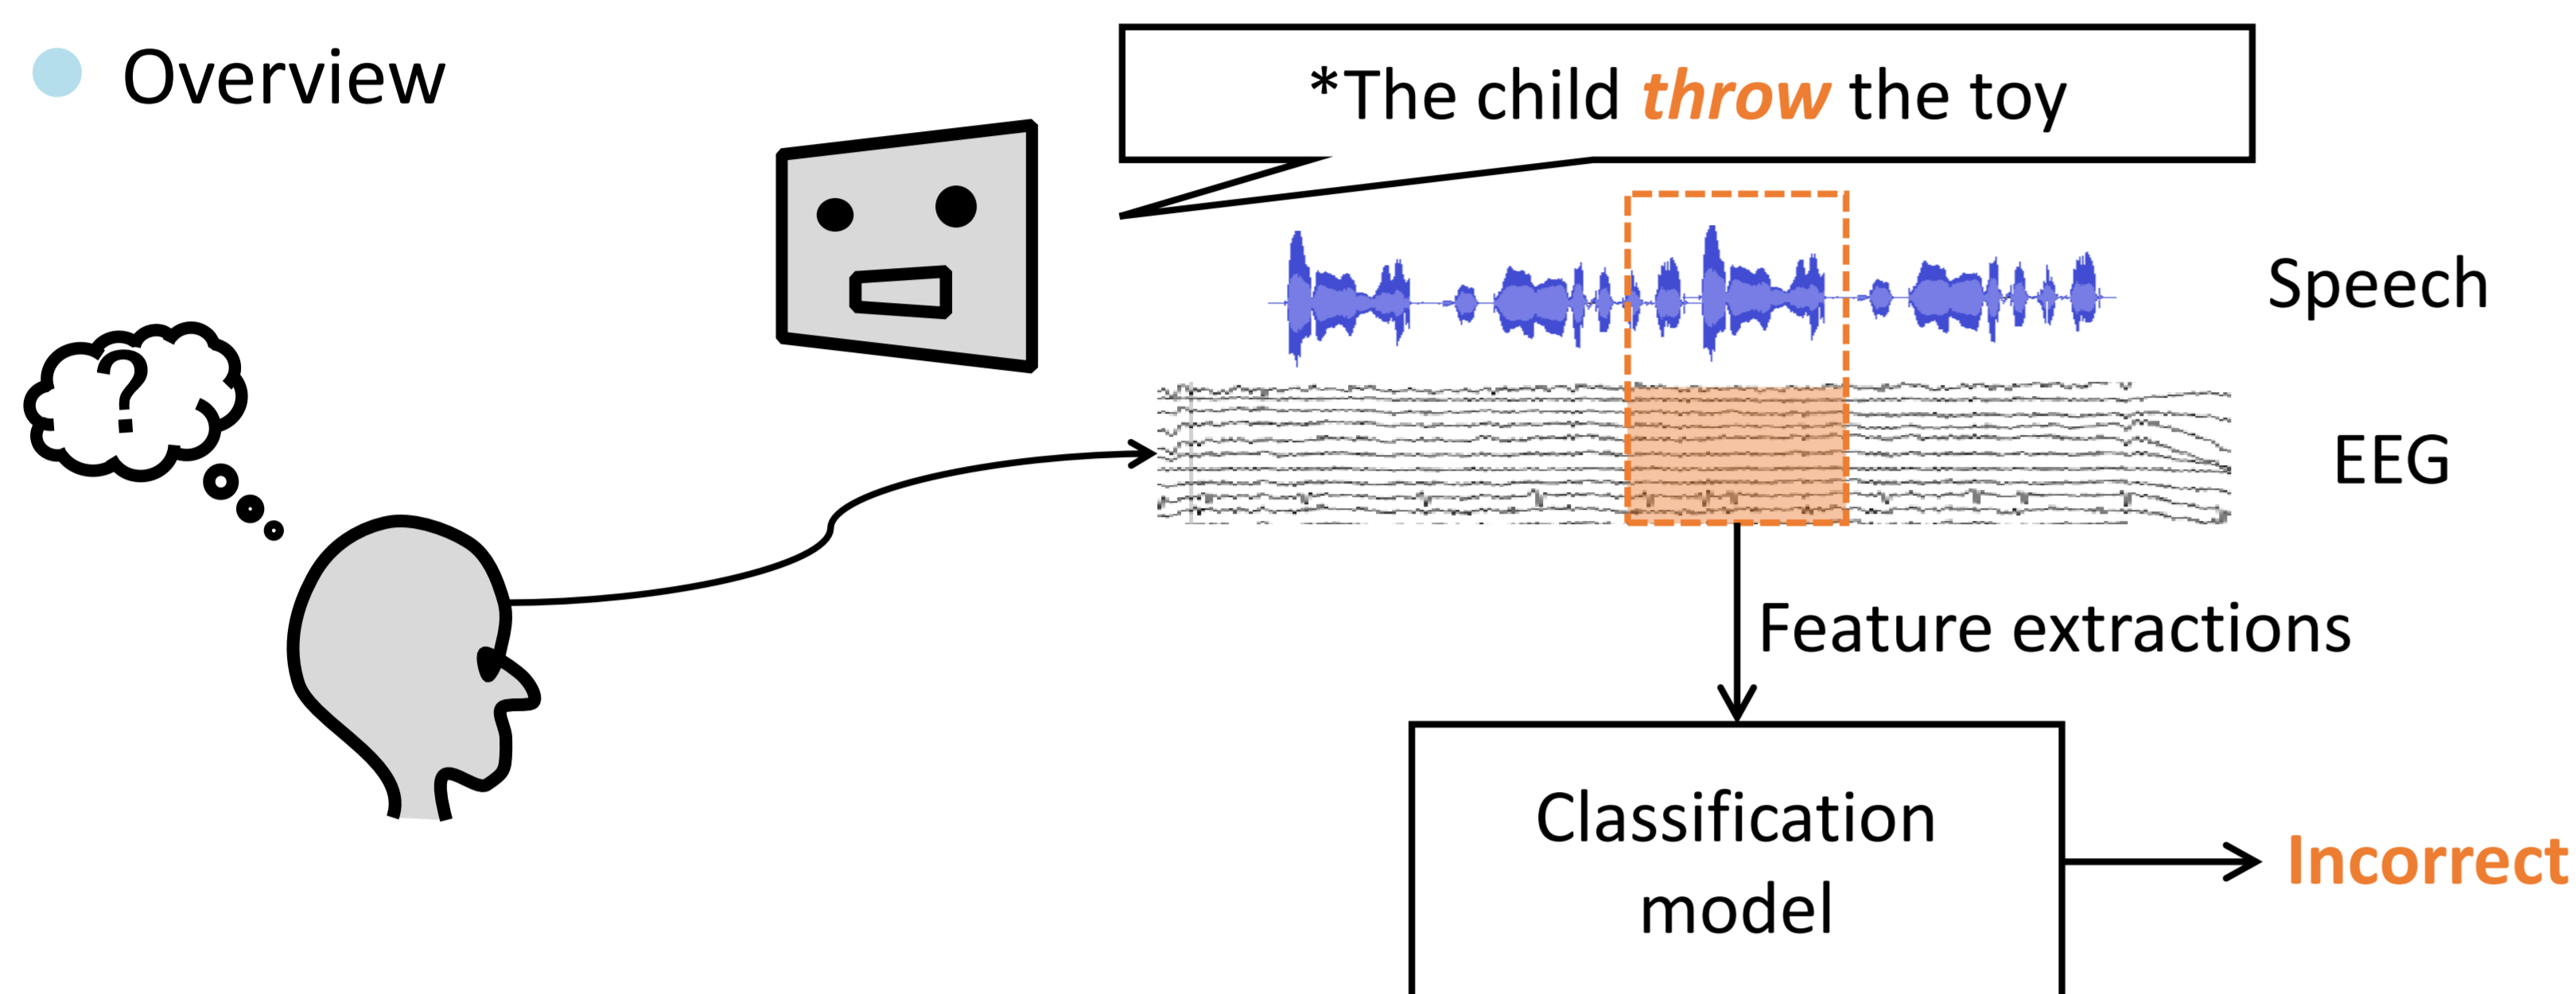 Overview
*The child throw the toy
Speech
?
EEG
Feature extractions
Classification
model
Incorrect